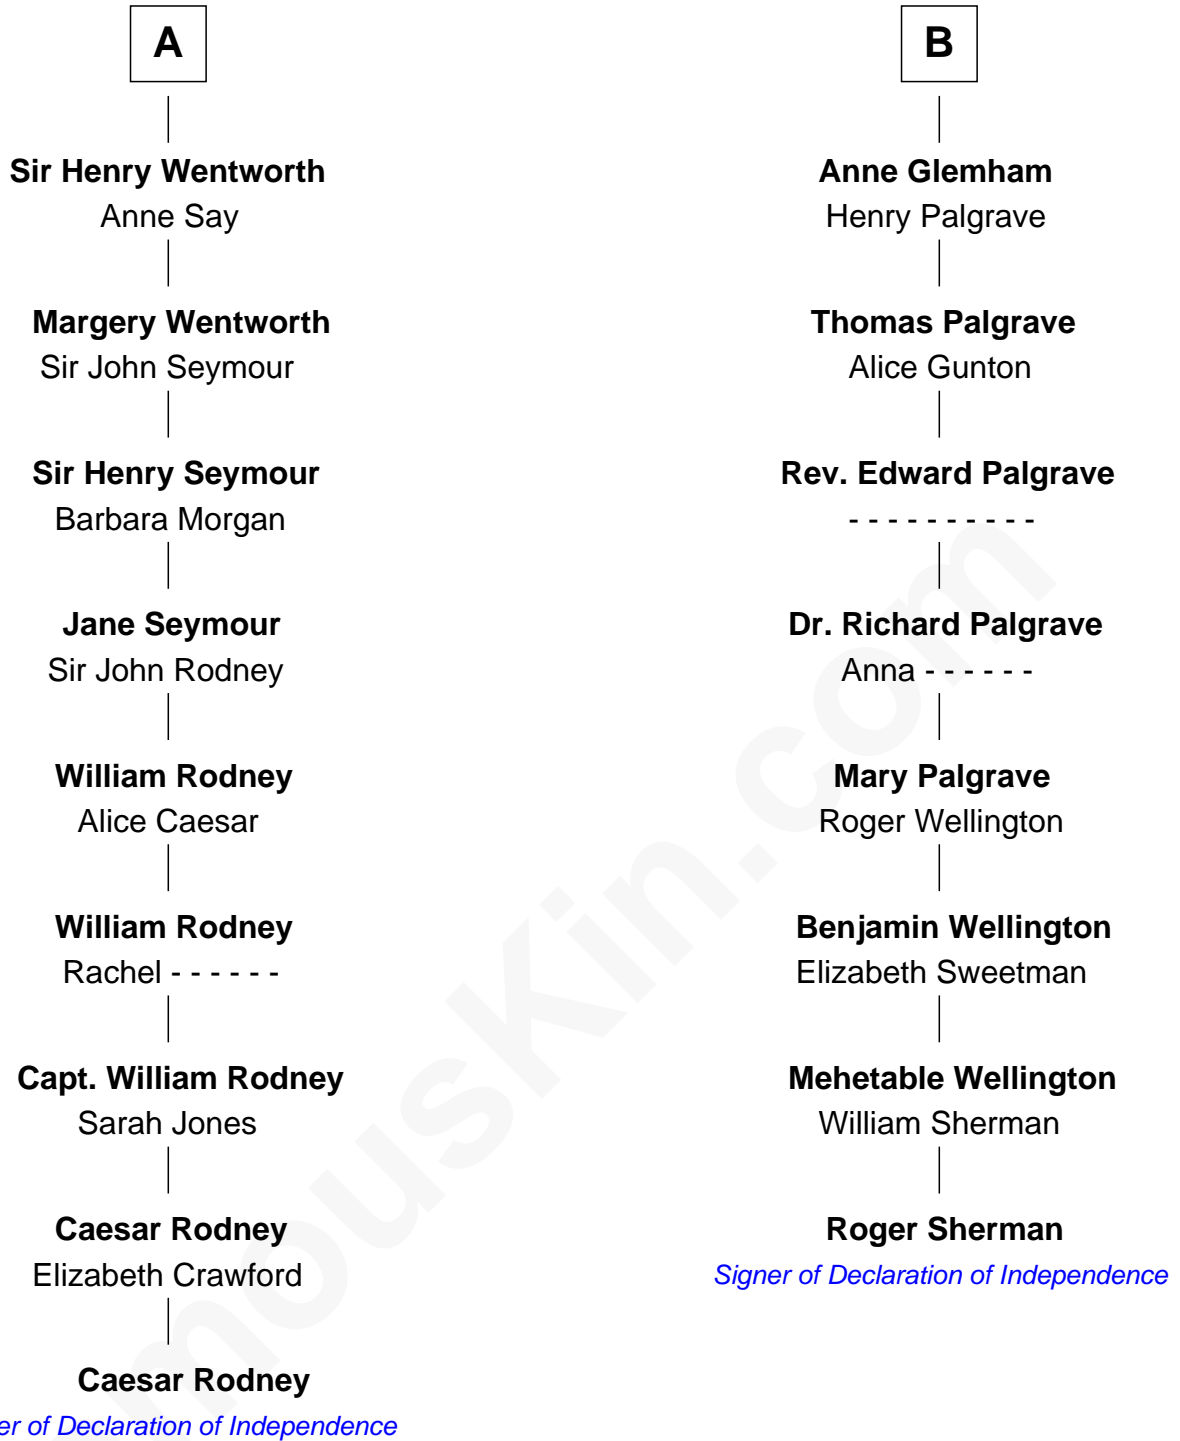 A
Sir Henry Wentworth
Anne Say
Margery Wentworth
Sir John Seymour
Sir Henry Seymour
Barbara Morgan
Jane Seymour
Sir John Rodney
William Rodney
Alice Caesar
William Rodney
Rachel - - - - - -
Capt. William Rodney
Sarah Jones
Caesar Rodney
Elizabeth Crawford
Caesar Rodney
er of Declaration of Independence
B
Anne Glemham
Henry Palgrave
Thomas Palgrave
Alice Gunton
Rev. Edward Palgrave
- - - - - - - - - -
Dr. Richard Palgrave
Anna - - - - - -
Mary Palgrave
Roger Wellington
Benjamin Wellington
Elizabeth Sweetman
Mehetable Wellington
William Sherman
Roger Sherman
Signer of Declaration of Independence
mouskin.com